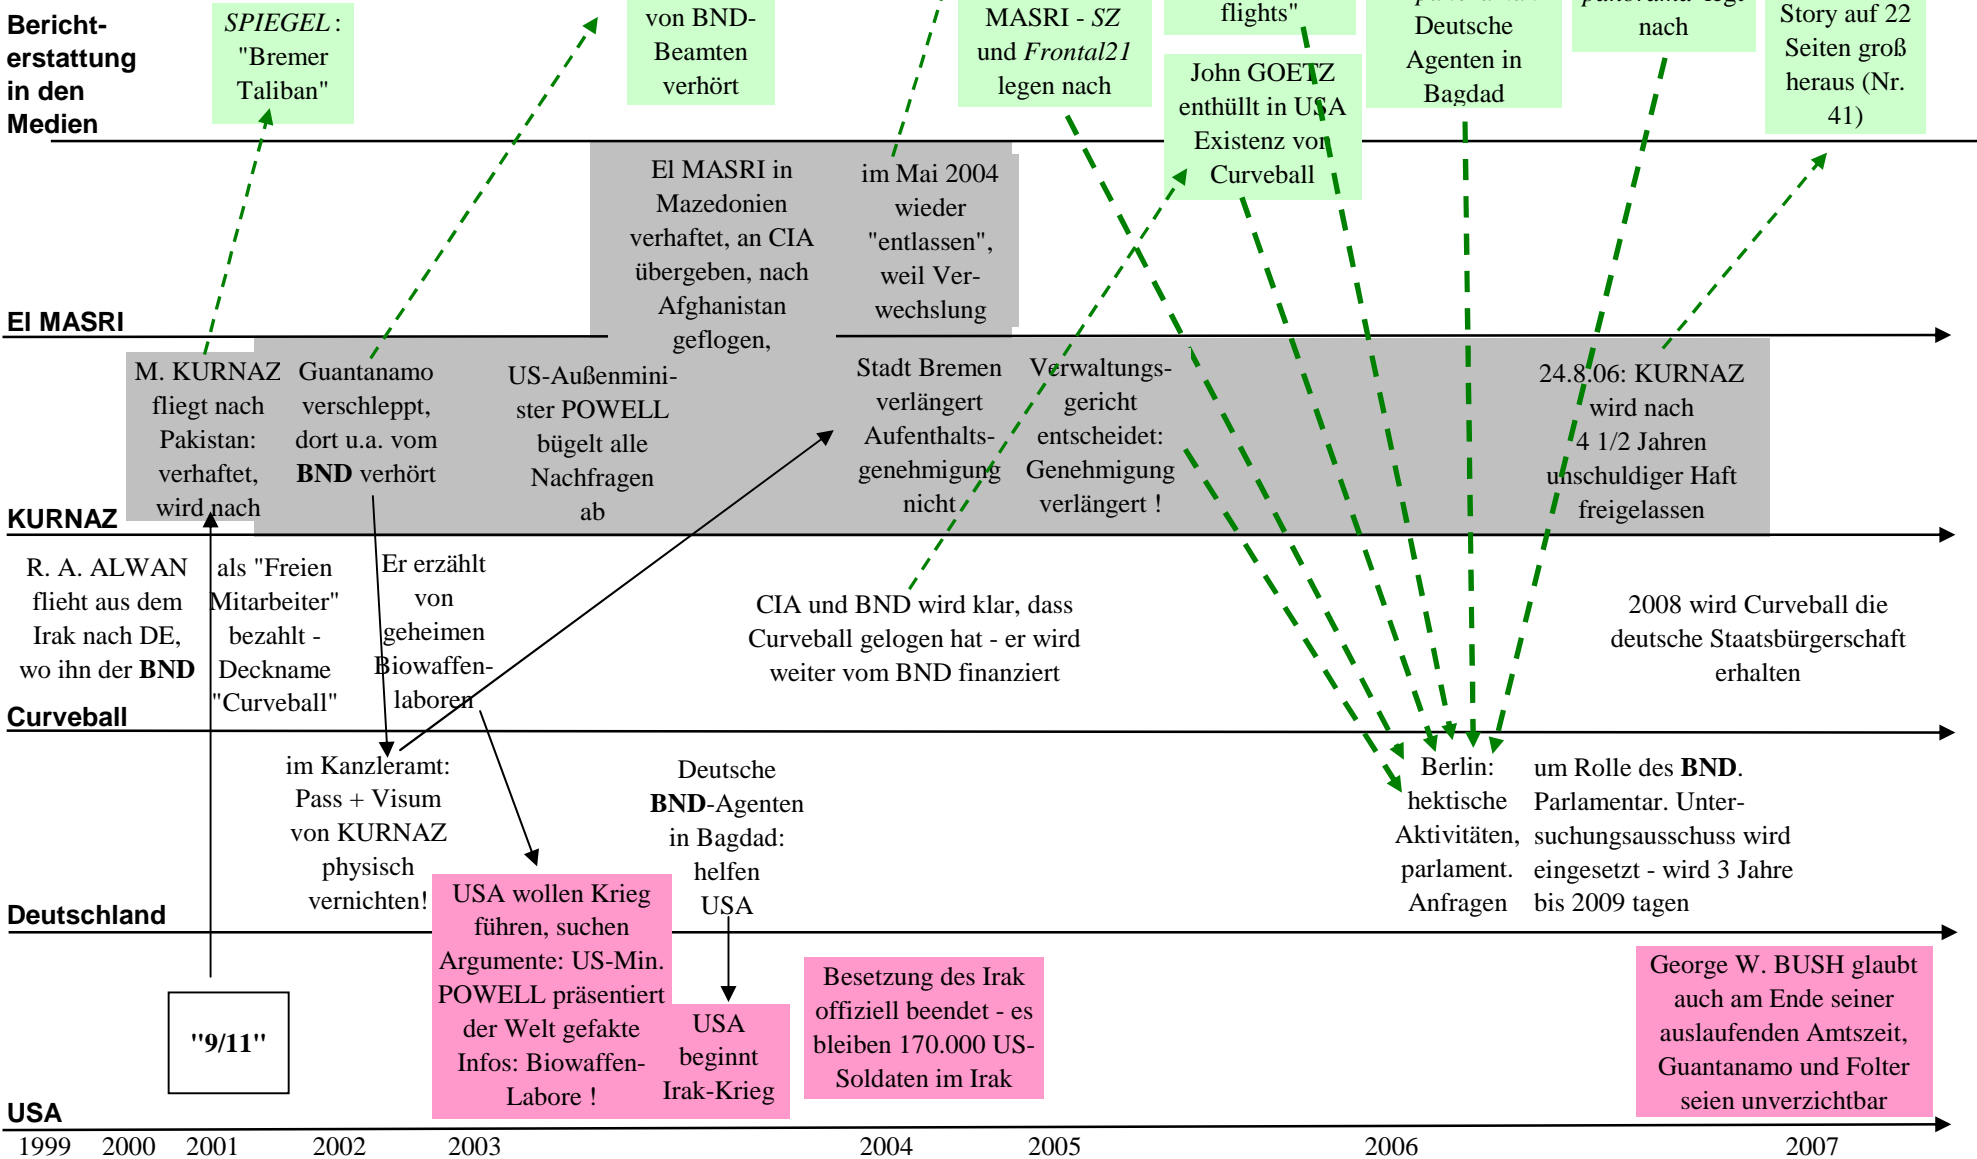 Bericht-
erstattung
in den
Medien
SPIEGEL:
"Bremer
Taliban"
von BND-
Beamten
verhört
MASRI - SZ
und Frontal21
legen nach
flights"
John GOETZ
enthüllt in USA
Existenz von
Curveball
Deutsche
Agenten in
Bagdad
nach
Story auf 22
Seiten groß
heraus (Nr.
41)
El MASRI
El MASRI in
Mazedonien
verhaftet, an CIA
übergeben, nach
Afghanistan
geflogen,
im Mai 2004
wieder
"entlassen",
weil Ver-
wechslung
KURNAZ
M. KURNAZ
fliegt nach
Pakistan:
verhaftet,
wird nach
Guantanamo
verschleppt,
dort u.a. vom
BND verhört
US-Außenmini-
ster POWELL
bügelt alle
Nachfragen
ab
Stadt Bremen
verlängert
Aufenthalts-
genehmigung
nicht
Verwaltungs-
gericht
entscheidet:
Genehmigung
verlängert !
24.8.06: KURNAZ
wird nach
4 1/2 Jahren
unschuldiger Haft
freigelassen
Curveball
R. A. ALWAN
flieht aus dem
Irak nach DE,
wo ihn der BND
als "Freien
Mitarbeiter"
bezahlt -
Deckname
"Curveball"
Er erzählt
von
geheimen
Biowaffen-
laboren
CIA und BND wird klar, dass
Curveball gelogen hat - er wird
weiter vom BND finanziert
2008 wird Curveball die
deutsche Staatsbürgerschaft
erhalten
Deutschland
im Kanzleramt:
Pass + Visum
von KURNAZ
physisch
vernichten!
Deutsche
BND-Agenten
in Bagdad:
helfen
USA
Berlin:
hektische
Aktivitäten,
parlament.
Anfragen
um Rolle des BND.
Parlamentar. Unter-
suchungsausschuss wird
eingesetzt - wird 3 Jahre
bis 2009 tagen
USA
"9/11"
USA wollen Krieg
führen, suchen
Argumente: US-Min.
POWELL präsentiert
der Welt gefakte
Infos: Biowaffen-
Labore !
USA
beginnt
Irak-Krieg
Besetzung des Irak
offiziell beendet - es
bleiben 170.000 US-
Soldaten im Irak
George W. BUSH glaubt
auch am Ende seiner
auslaufenden Amtszeit,
Guantanamo und Folter
seien unverzichtbar
1999 2000 2001 2002 2003 2004 2005 2006 2007